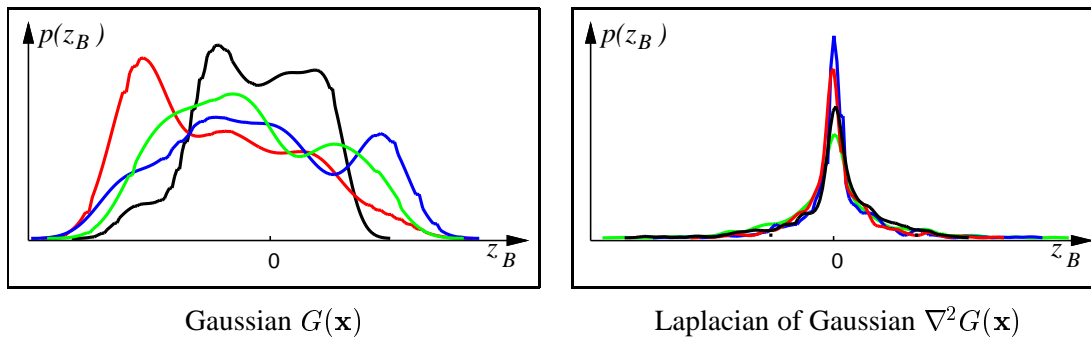 p(z_B)
z_B
0
Gaussian G(x)
p(z_B)
z_B
0
Laplacian of Gaussian ∇²G(x)